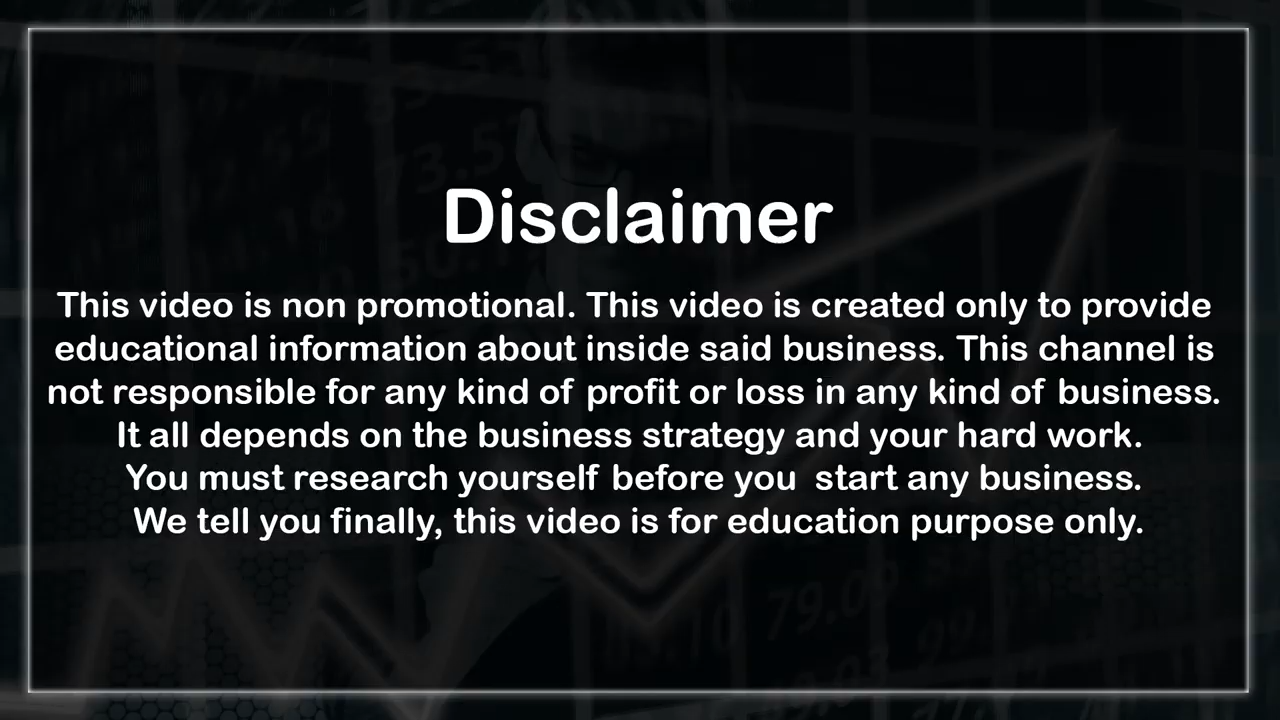 Disclaimer
This video is non promotional. This video is created only to provide
educational information about inside said business. This channel is
not responsible for any kind of profit or loss in any kind of business.
It all depends on the business strategy and your hard work.
You must research yourself before you start any business.
We tell you finally, this video is for education purpose only.